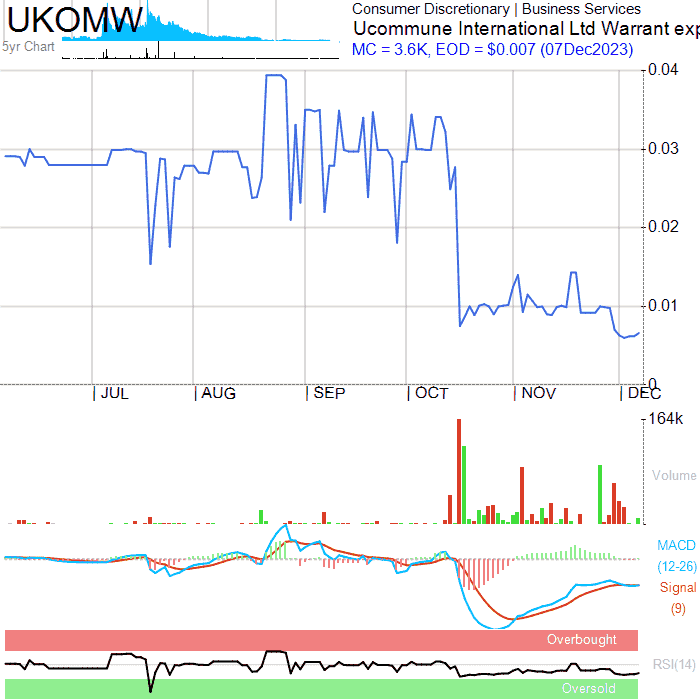 UKOMW
Consumer Discretionary | Business Services
Ucommune International Ltd Warrant exp
5yr Chart
MC = 3.6K, EOD = $0.007 (07Dec2023)
0.04
0.03
0.02
0.01
0
JUL AUG SEP OCT NOV DEC
164k
Volume
MACD
(12-26)
Signal
(9)
Overbought
RSI(14)
Oversold